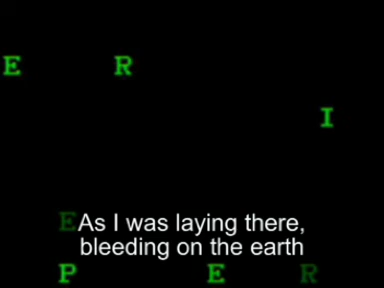 E R
I
E
As I was laying there,
bleeding on the earth
P E R